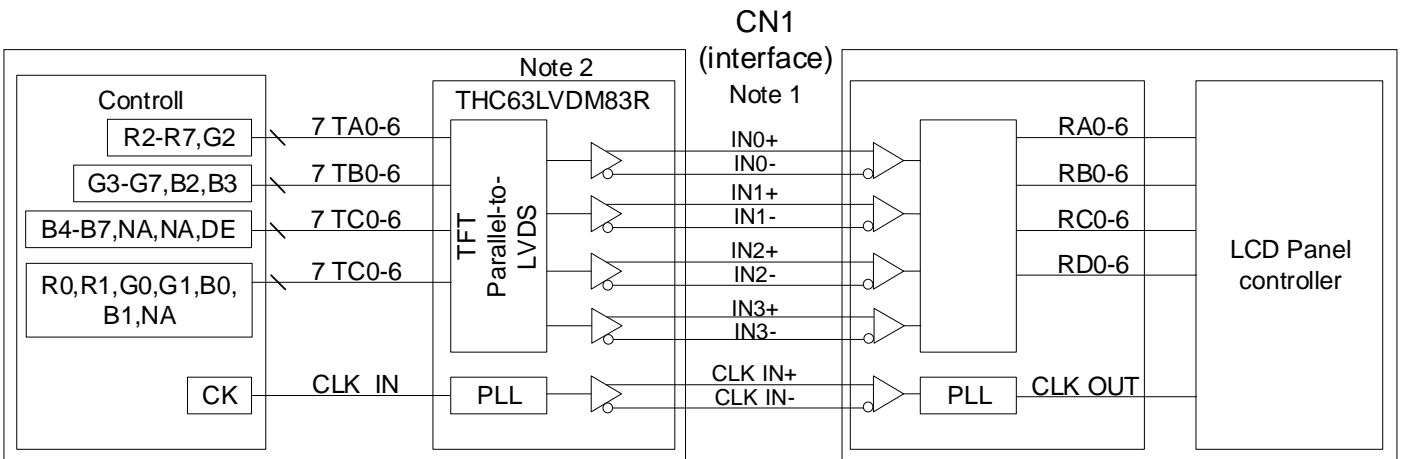 CN1
(interface)
Note 1
Note 2
THC63LVDM83R
Controll
R2-R7,G2
7 TA0-6
G3-G7,B2,B3
7 TB0-6
B4-B7,NA,NA,DE
7 TC0-6
R0,R1,G0,G1,B0,
B1,NA
7 TC0-6
CK
CLK IN
TFT
Parallel-to-
LVDS
PLL
IN0+
IN0-
IN1+
IN1-
IN2+
IN2-
IN3+
IN3-
CLK IN+
CLK IN-
PLL
RA0-6
RB0-6
RC0-6
RD0-6
CLK OUT
LCD Panel
controller